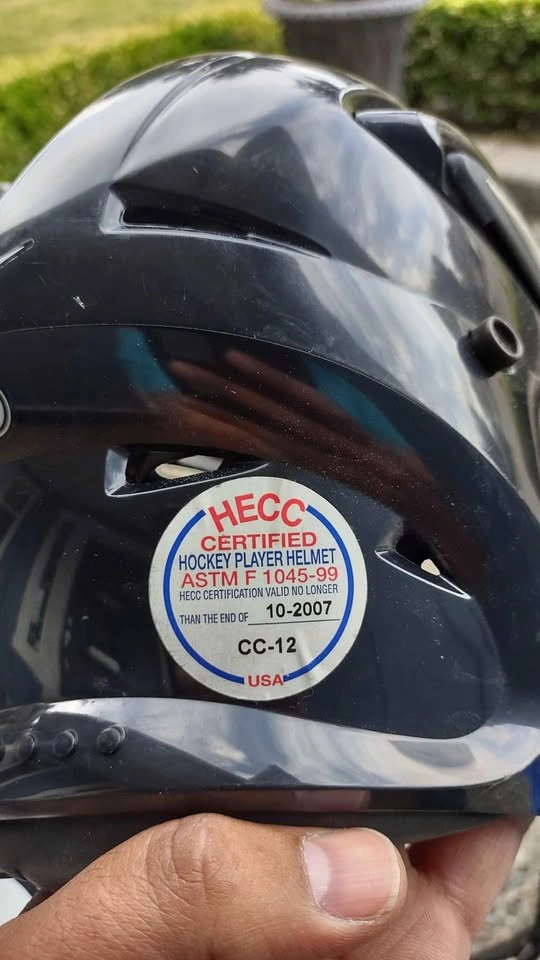 HECC
CERTIFIED
HOCKEY PLAYER HELMET
ASTM F 1045-99
HECC CERTIFICATION VALID NO LONGER
THAN THE END OF 10-2007
CC-12
USA